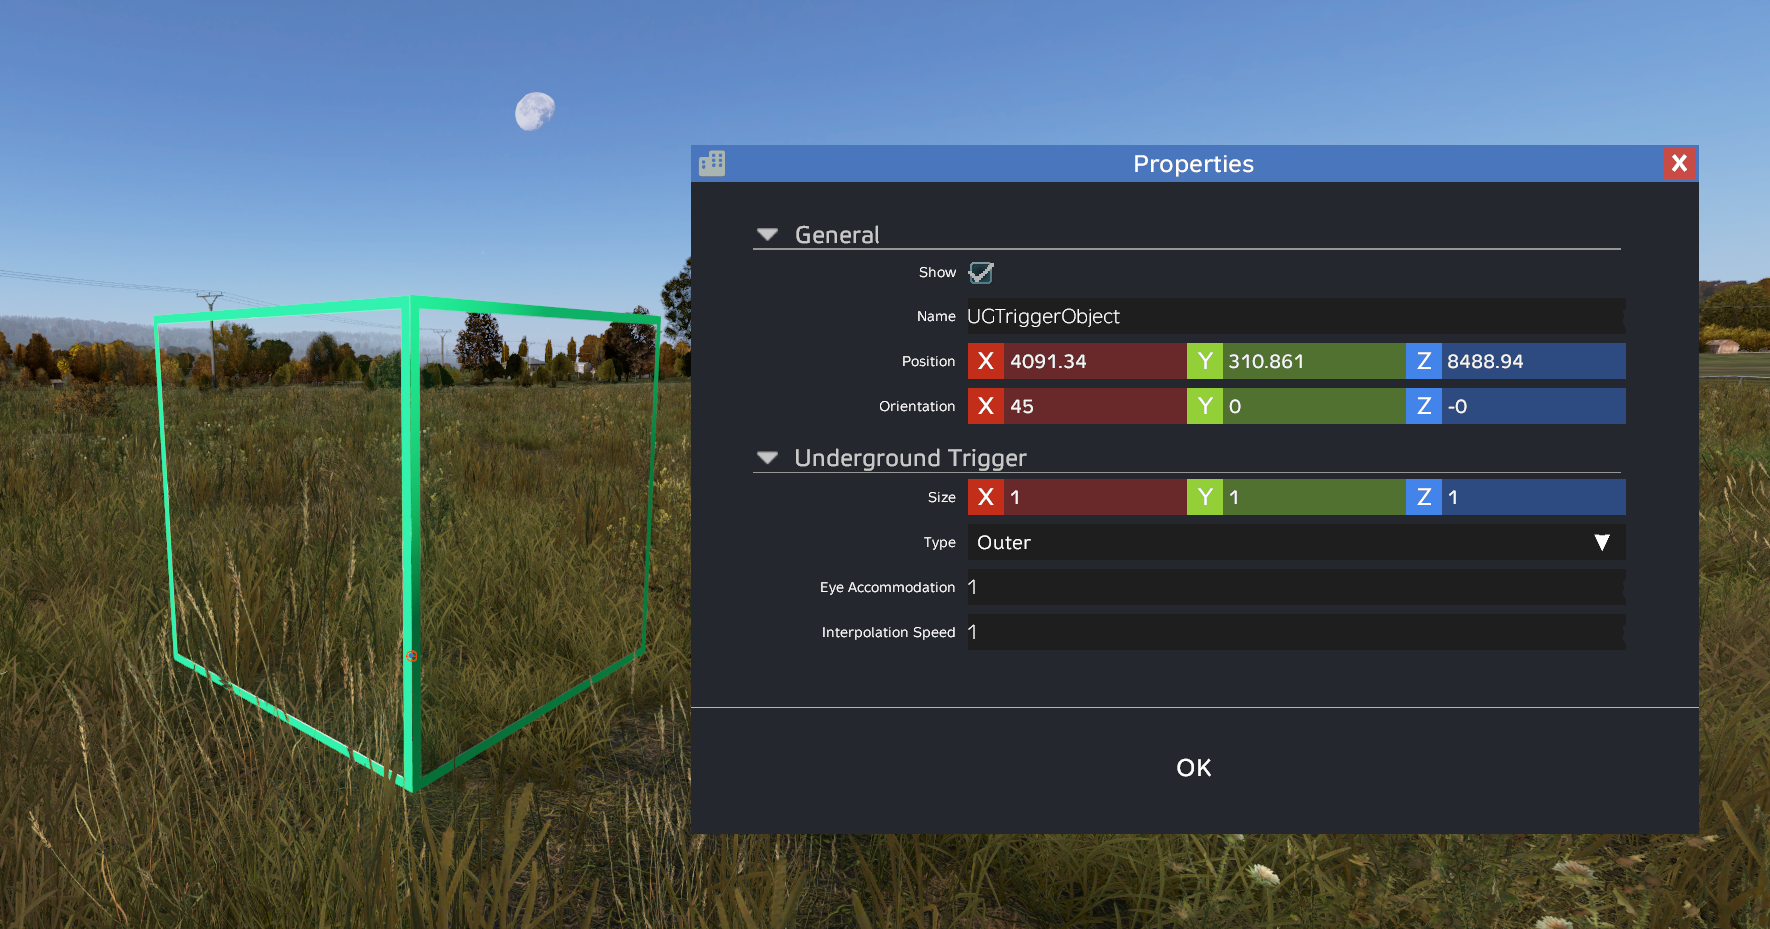 Properties
X
General
Show
Name UGTriggerObject
Position X 4091.34 Y 310.861 Z 8488.94
Orientation X 45 Y 0 Z -0
Underground Trigger
Size X 1 Y 1 Z 1
Type Outer
Eye Accommodation 1
Interpolation Speed 1
OK